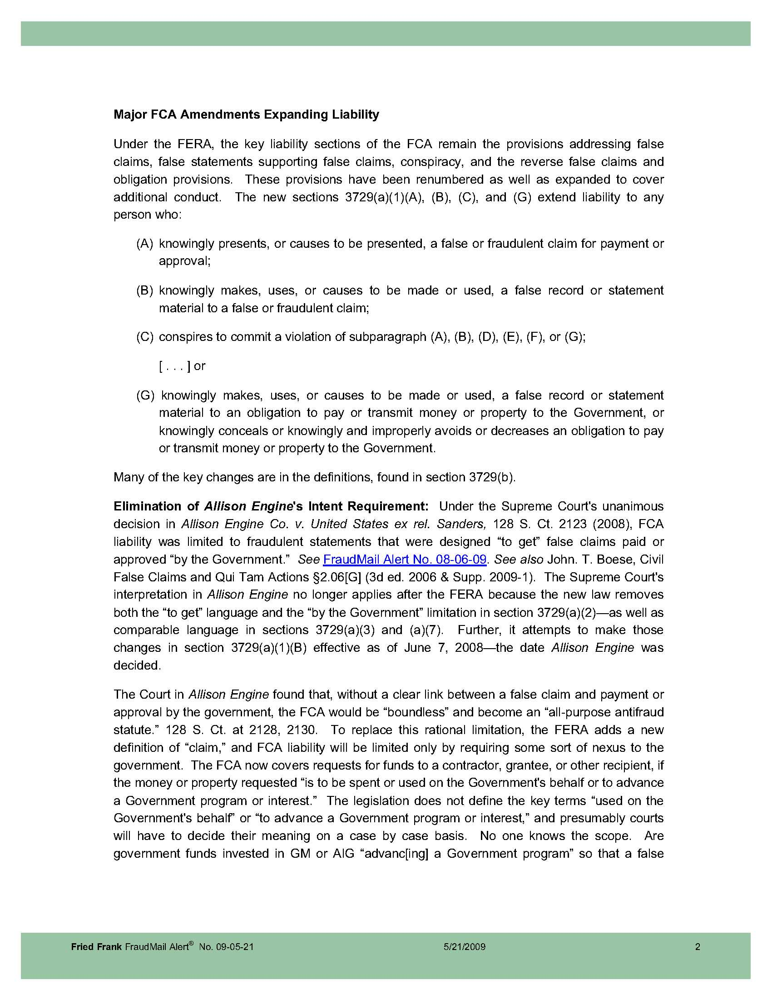 Major FCA Amendments Expanding Liability
Under the FERA, the key liability sections of the FCA remain the provisions addressing false
claims, false statements supporting false claims, conspiracy, and the reverse false claims and
obligation provisions. These provisions have been renumbered as well as expanded to cover
additional conduct. The new sections 3729(a)(1)(A), (B), (C), and (G) extend liability to any
person who:
(A) knowingly presents, or causes to be presented, a false or fraudulent claim for payment or
approval;
(B) knowingly makes, uses, or causes to be made or used, a false record or statement
material to a false or fraudulent claim;
(C) conspires to commit a violation of subparagraph (A), (B), (D), (E), (F), or (G);
[ . . . ] or
(G) knowingly makes, uses, or causes to be made or used, a false record or statement
material to an obligation to pay or transmit money or property to the Government, or
knowingly conceals or knowingly and improperly avoids or decreases an obligation to pay
or transmit money or property to the Government.
Many of the key changes are in the definitions, found in section 3729(b).
Elimination of Allison Engine's Intent Requirement: Under the Supreme Court's unanimous
decision in Allison Engine Co. v. United States ex rel. Sanders, 128 S. Ct. 2123 (2008), FCA
liability was limited to fraudulent statements that were designed “to get” false claims paid or
approved “by the Government.” See FraudMail Alert No. 08-06-09. See also John. T. Boese, Civil
False Claims and Qui Tam Actions §2.06[G] (3d ed. 2006 & Supp. 2009-1). The Supreme Court's
interpretation in Allison Engine no longer applies after the FERA because the new law removes
both the “to get” language and the “by the Government” limitation in section 3729(a)(2)—as well as
comparable language in sections 3729(a)(3) and (a)(7). Further, it attempts to make those
changes in section 3729(a)(1)(B) effective as of June 7, 2008—the date Allison Engine was
decided.
The Court in Allison Engine found that, without a clear link between a false claim and payment or
approval by the government, the FCA would be “boundless” and become an “all-purpose antifraud
statute.” 128 S. Ct. at 2128, 2130. To replace this rational limitation, the FERA adds a new
definition of “claim,” and FCA liability will be limited only by requiring some sort of nexus to the
government. The FCA now covers requests for funds to a contractor, grantee, or other recipient, if
the money or property requested “is to be spent or used on the Government's behalf or to advance
a Government program or interest.” The legislation does not define the key terms “used on the
Government's behalf” or “to advance a Government program or interest,” and presumably courts
will have to decide their meaning on a case by case basis. No one knows the scope. Are
government funds invested in GM or AIG “advanc[ing] a Government program” so that a false
Fried Frank FraudMail Alert® No. 09-05-21 5/21/2009 2